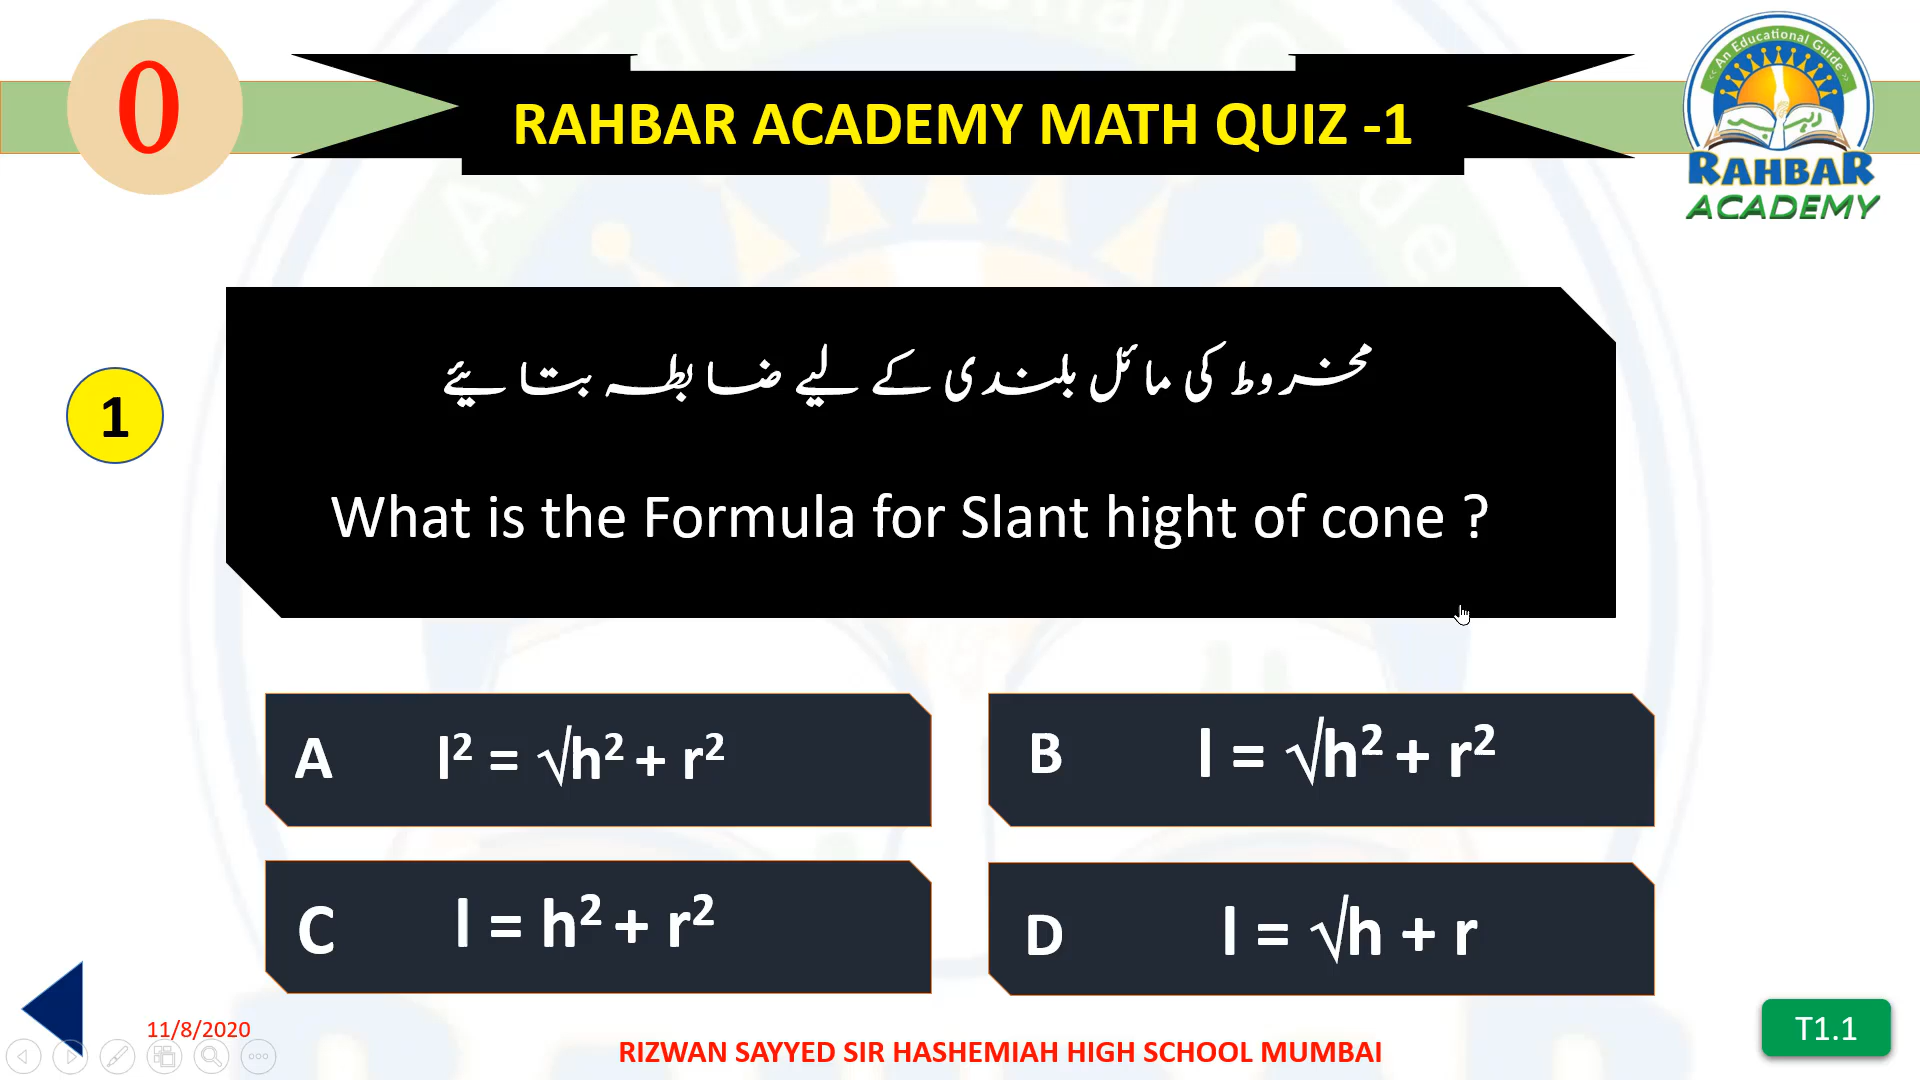 0
RAHBAR ACADEMY MATH QUIZ -1
<< An Educational Guide >>
رہبر
RAHBAR
ACADEMY
1
مخروط کی مائل بلندی کے لیے ضابطہ بتائیے
What is the Formula for Slant hight of cone ?
A l² = √h² + r²
B l = √h² + r²
C l = h² + r²
D l = √h + r
11/8/2020
RIZWAN SAYYED SIR HASHEMIAH HIGH SCHOOL MUMBAI
T1.1